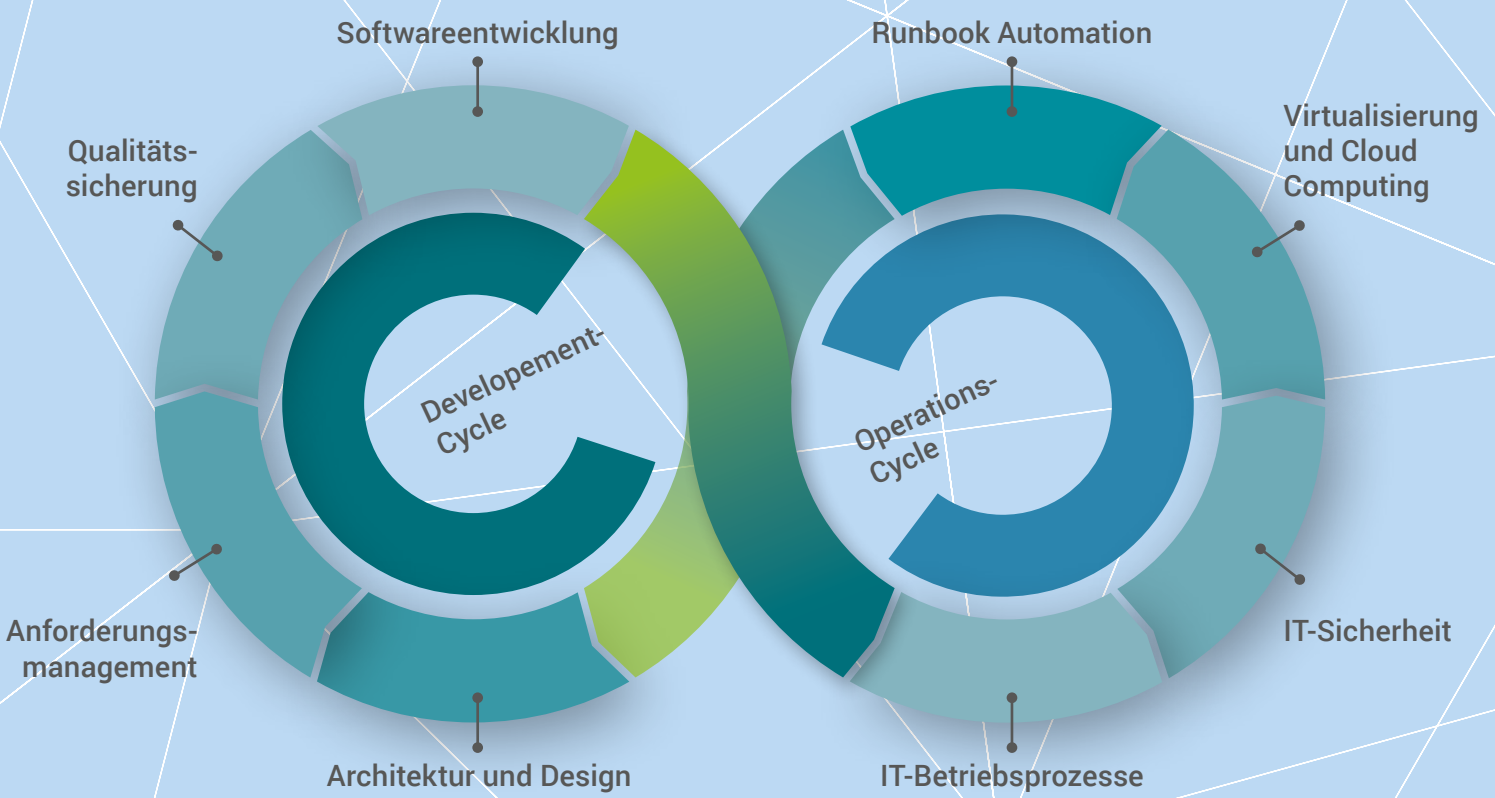 Softwareentwicklung
Runbook Automation
Qualitäts-
sicherung
Virtualisierung
und Cloud
Computing
Developement-
Cycle
Operations-
Cycle
Anforderungs-
management
IT-Sicherheit
Architektur und Design
IT-Betriebsprozesse